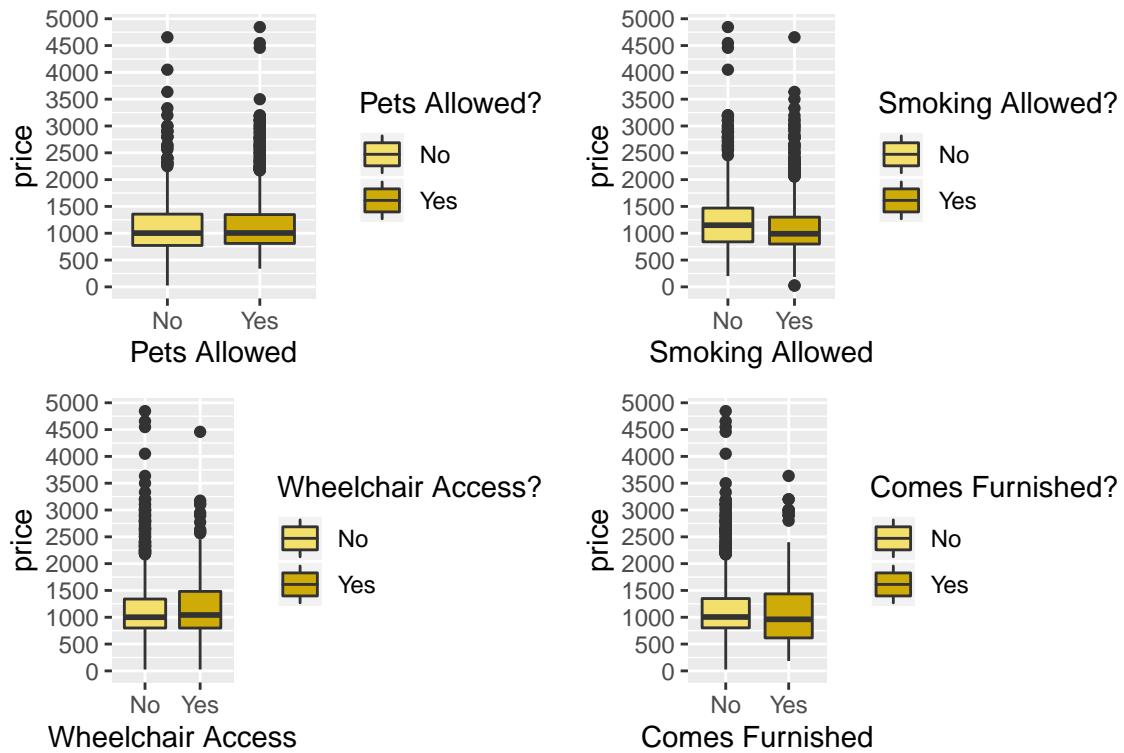 5000
4500
4000
3500
3000
2500
2000
1500
1000
500
0
price
No Yes
Pets Allowed
Pets Allowed?
No
Yes
5000
4500
4000
3500
3000
2500
2000
1500
1000
500
0
price
No Yes
Smoking Allowed
Smoking Allowed?
No
Yes
5000
4500
4000
3500
3000
2500
2000
1500
1000
500
0
price
No Yes
Wheelchair Access
Wheelchair Access?
No
Yes
5000
4500
4000
3500
3000
2500
2000
1500
1000
500
0
price
No Yes
Comes Furnished
Comes Furnished?
No
Yes